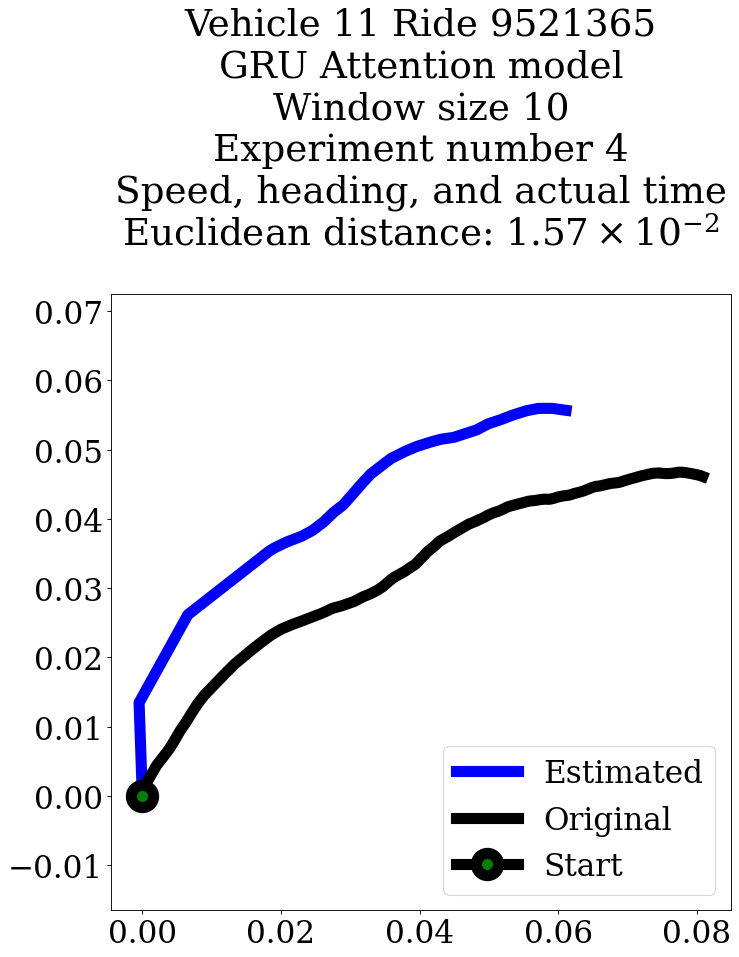 Vehicle 11 Ride 9521365
GRU Attention model
Window size 10
Experiment number 4
Speed, heading, and actual time
Euclidean distance: 1.57 × 10⁻²
0.07
0.06
0.05
0.04
0.03
0.02
0.01
0.00
−0.01
Estimated
Original
Start
0.00 0.02 0.04 0.06 0.08